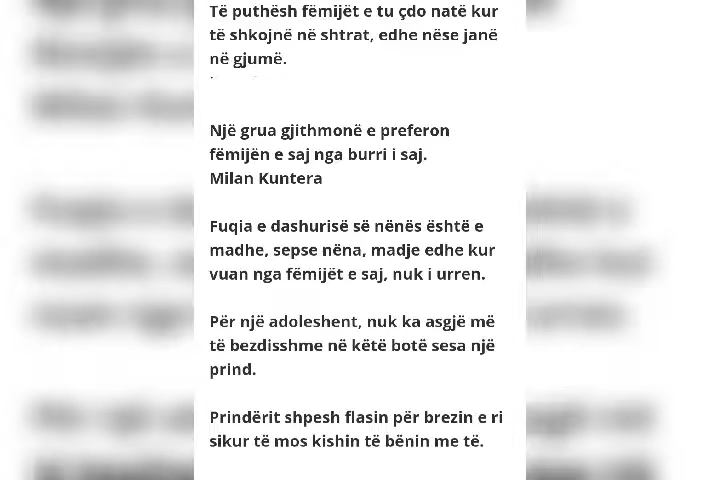 Të puthësh fëmijët e tu çdo natë kur
të shkojnë në shtrat, edhe nëse janë
në gjumë.
Një grua gjithmonë e preferon
fëmijën e saj nga burri i saj.
Milan Kuntera
Fuqia e dashurisë së nënës është e
madhe, sepse nëna, madje edhe kur
vuan nga fëmijët e saj, nuk i urren.
Për një adoleshent, nuk ka asgjë më
të bezdisshme në këtë botë sesa një
prind.
Prindërit shpesh flasin për brezin e ri
sikur të mos kishin të bënin me të.